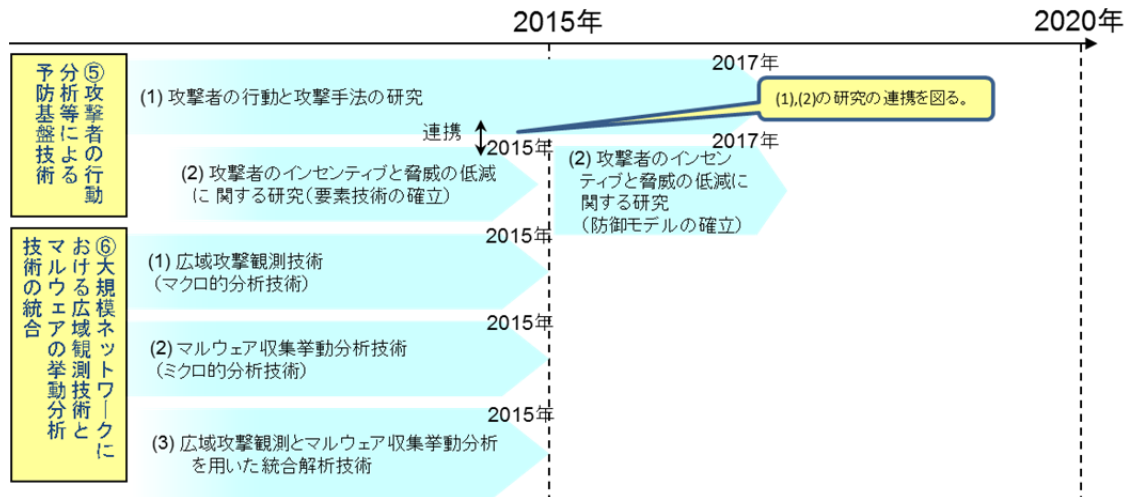 2015年
2020年
⑤攻撃者の行動
分析等による
予防基盤技術
2017年
(1) 攻撃者の行動と攻撃手法の研究
(1),(2)の研究の連携を図る。
連携
2015年
2017年
(2) 攻撃者のインセンティブと脅威の低減
に 関する研究(要素技術の確立)
(2) 攻撃者のインセン
ティブと脅威の低減に
関する研究
(防御モデルの確立)
⑥大規模ネットワークに
おける広域観測技術と
マルウェアの挙動分析
技術の統合
2015年
(1) 広域攻撃観測技術
(マクロ的分析技術)
2015年
(2) マルウェア収集挙動分析技術
(ミクロ的分析技術)
2015年
(3) 広域攻撃観測とマルウェア収集挙動分析
を用いた統合解析技術